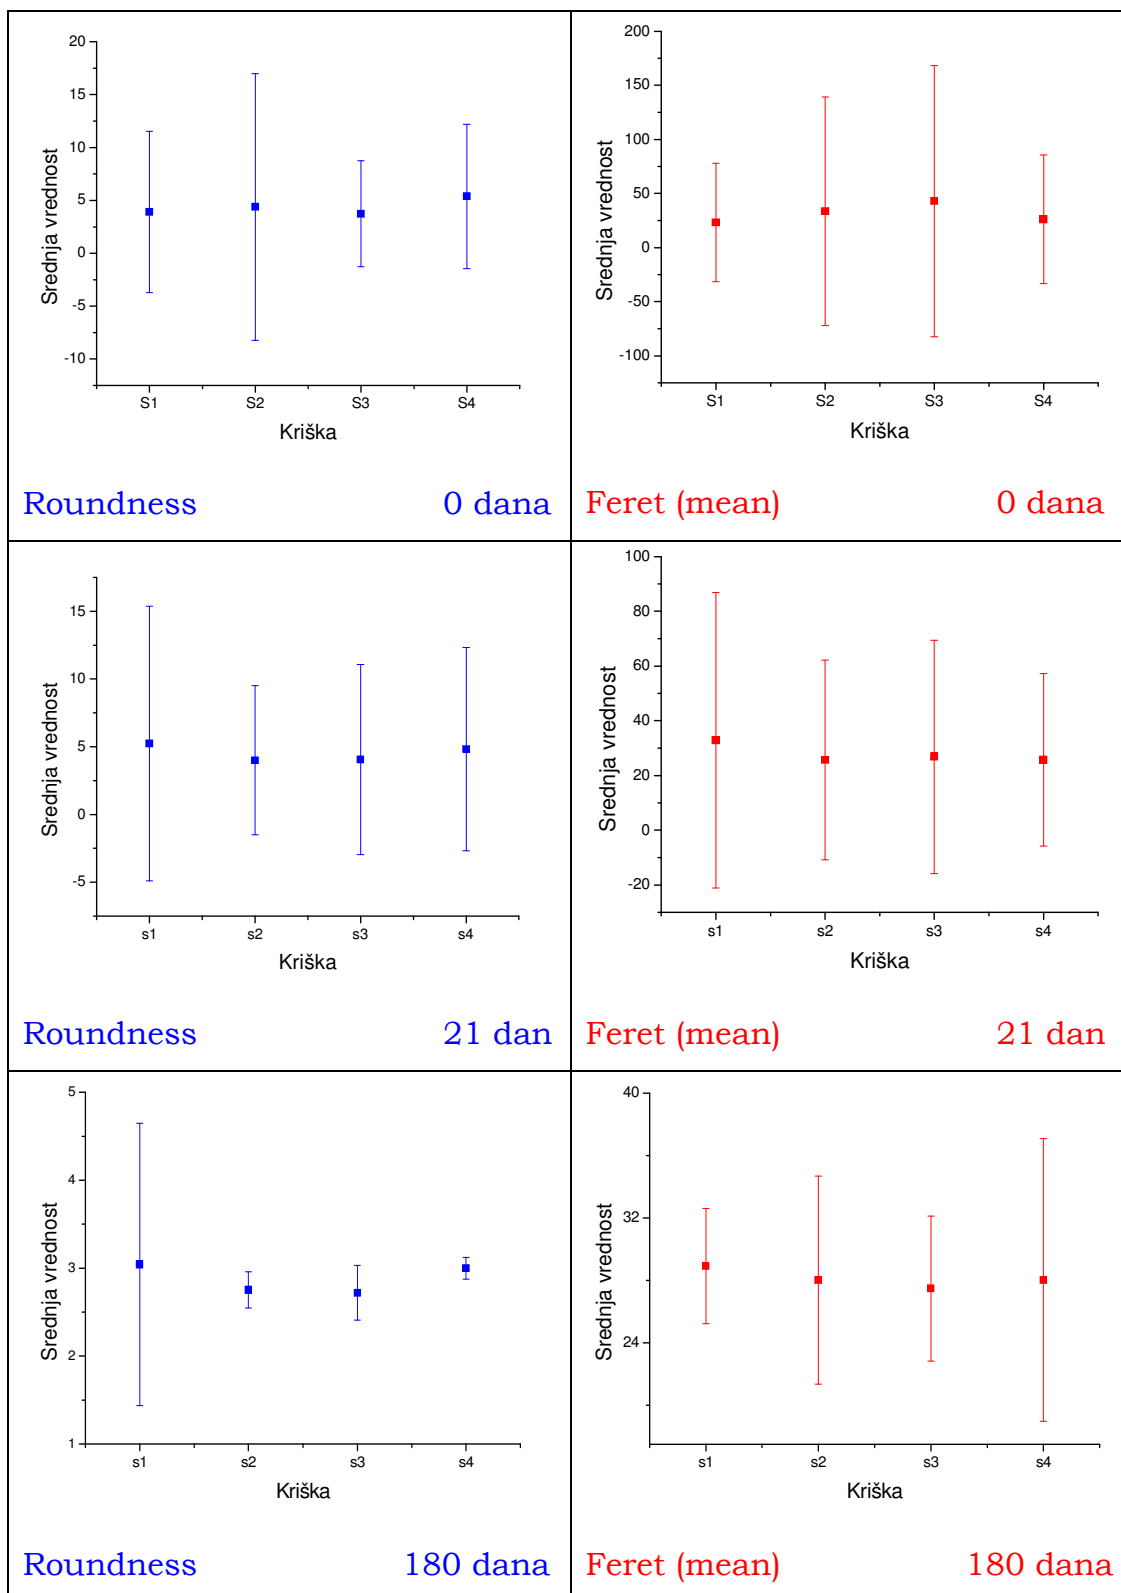 20
15
10
5
0
-5
-10
Srednja vrednost
S1 S2 S3 S4
Kriška
Roundness 0 dana
200
150
100
50
0
-50
-100
Srednja vrednost
S1 S2 S3 S4
Kriška
Feret (mean) 0 dana
15
10
5
0
-5
Srednja vrednost
s1 s2 s3 s4
Kriška
Roundness 21 dan
100
80
60
40
20
0
-20
Srednja vrednost
s1 s2 s3 s4
Kriška
Feret (mean) 21 dan
5
4
3
2
1
Srednja vrednost
s1 s2 s3 s4
Kriška
Roundness 180 dana
40
32
24
Srednja vrednost
s1 s2 s3 s4
Kriška
Feret (mean) 180 dana